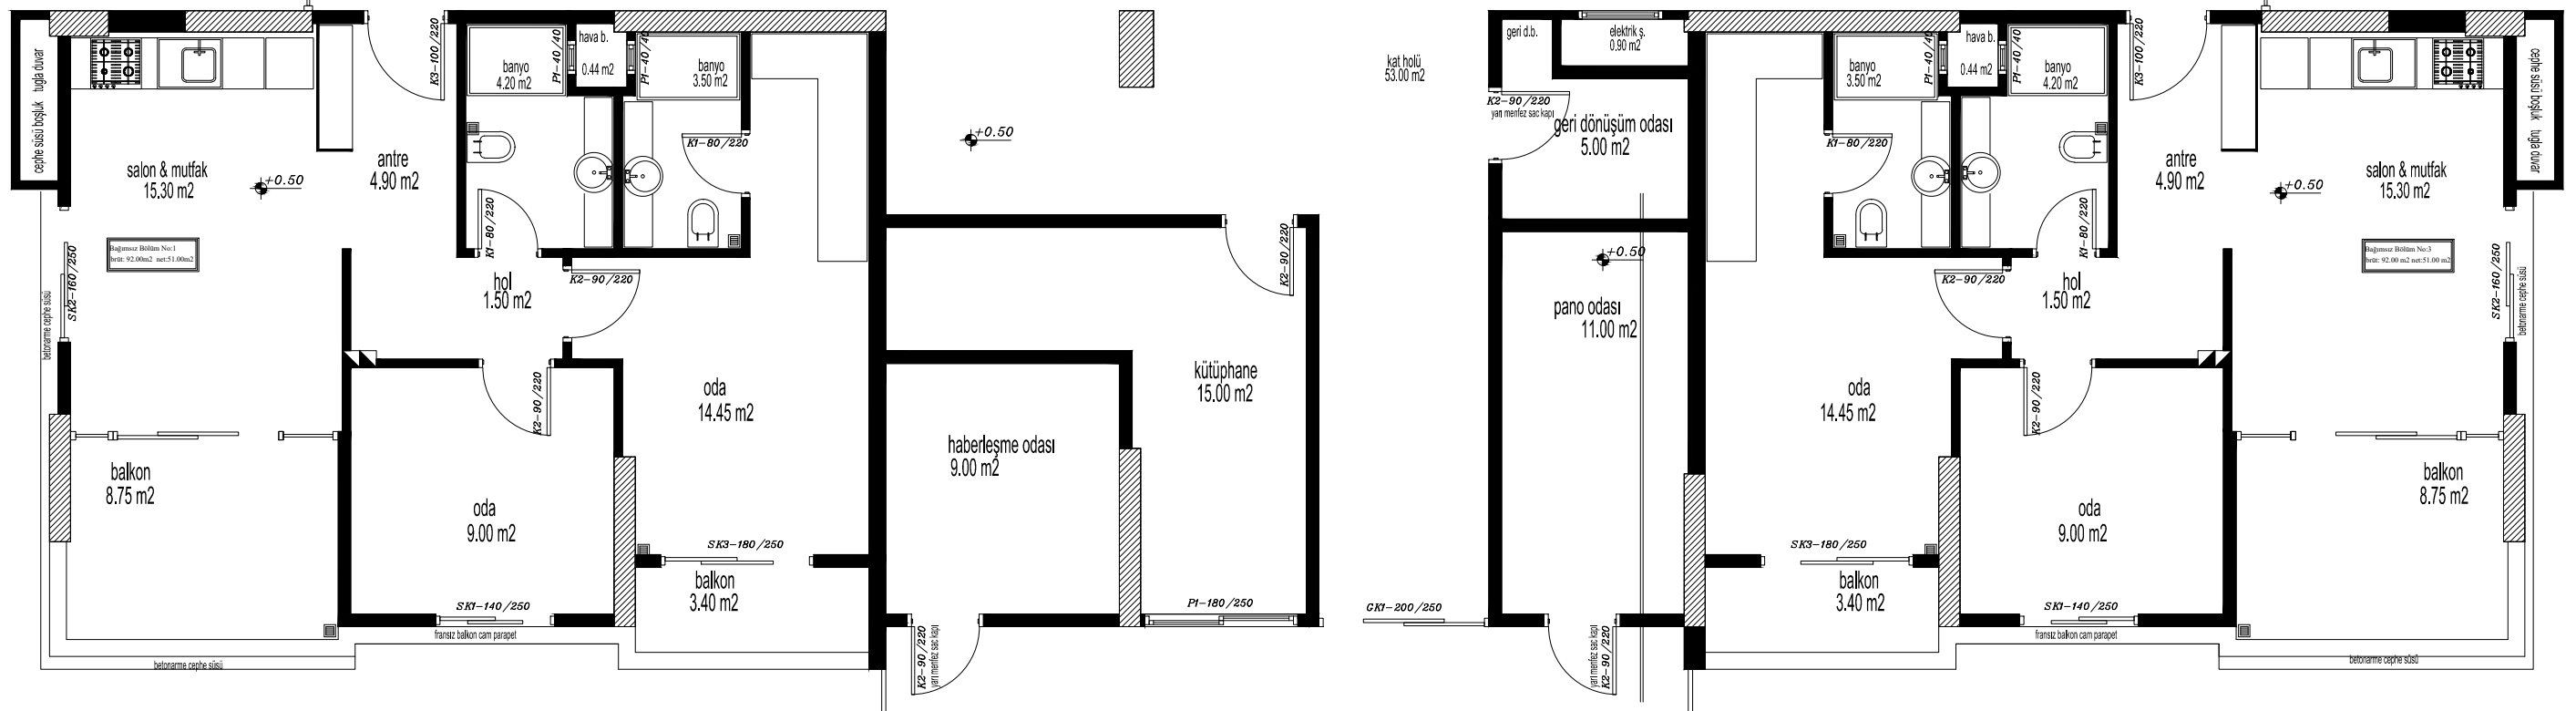 cephe süsü boşluk tuğla duvar
salon & mutfak
15.30 m2
+0.50
Bağımsız Bölüm No:1
brüt: 92.00m2 net:51.00m2
SK2-160/250
betonarme cephe süsü
balkon
8.75 m2
betonarme cephe süsü
K3-100/220
antre
4.90 m2
banyo
4.20 m2
P1-40/40
hava b.
0.44 m2
P1-40/40
banyo
3.50 m2
K1-80/220
K1-80/220
hol
1.50 m2
K2-90/220
K2-90/220
oda
9.00 m2
SK1-140/250
fransız balkon cam parapet
oda
14.45 m2
SK3-180/250
balkon
3.40 m2
+0.50
K2-90/220
kütüphane
15.00 m2
haberleşme odası
9.00 m2
K2-90/220
yarı menfez sac kapı
P1-180/250
kat holü
53.00 m2
GK1-200/250
geri d.b.
elektrik ş.
0.90 m2
K2-90/220
yarı menfez sac kapı
geri dönüşüm odası
5.00 m2
+0.50
pano odası
11.00 m2
yarı menfez sac kapı
K2-90/220
banyo
3.50 m2
P1-40/40
hava b.
0.44 m2
P1-40/40
banyo
4.20 m2
K1-80/220
K1-80/220
K3-100/220
antre
4.90 m2
hol
1.50 m2
K2-90/220
K2-90/220
oda
14.45 m2
SK3-180/250
balkon
3.40 m2
oda
9.00 m2
SK1-140/250
fransız balkon cam parapet
salon & mutfak
15.30 m2
+0.50
Bağımsız Bölüm No:3
brüt: 92.00 m2 net:51.00 m2
SK2-160/250
betonarme cephe süsü
cephe süsü boşluk tuğla duvar
balkon
8.75 m2
betonarme cephe süsü